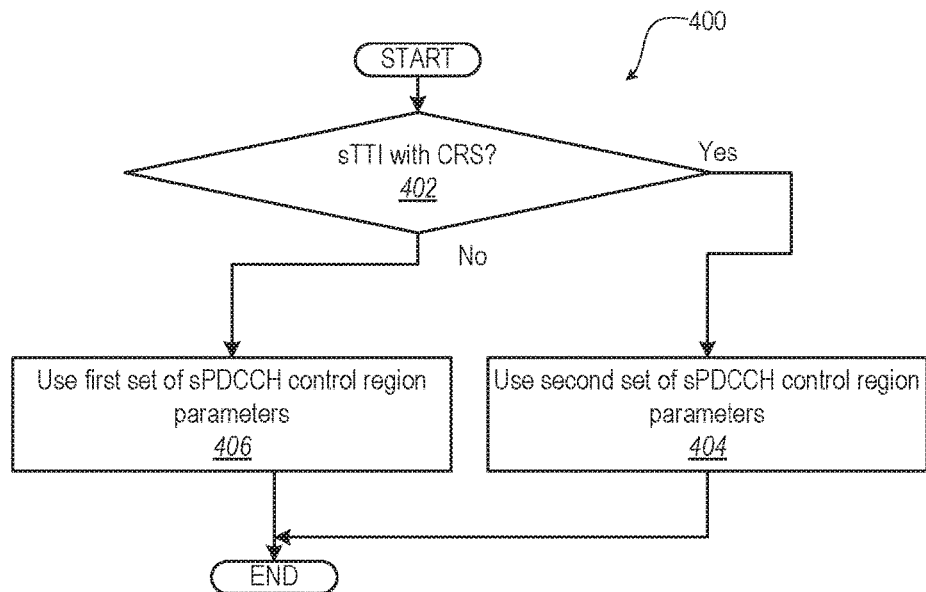 400
START
sTTI with CRS?
402
Yes
No
Use first set of sPDCCH control region
parameters
406
Use second set of sPDCCH control region
parameters
404
END